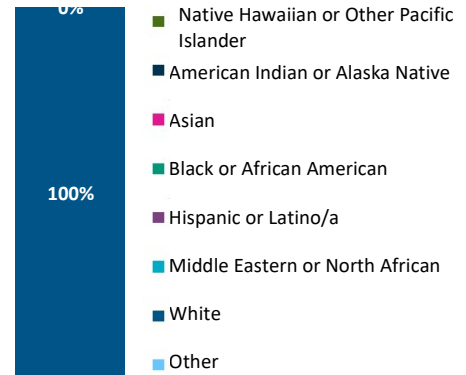 0%
Native Hawaiian or Other Pacific
Islander
American Indian or Alaska Native
Asian
Black or African American
100%
Hispanic or Latino/a
Middle Eastern or North African
White
Other